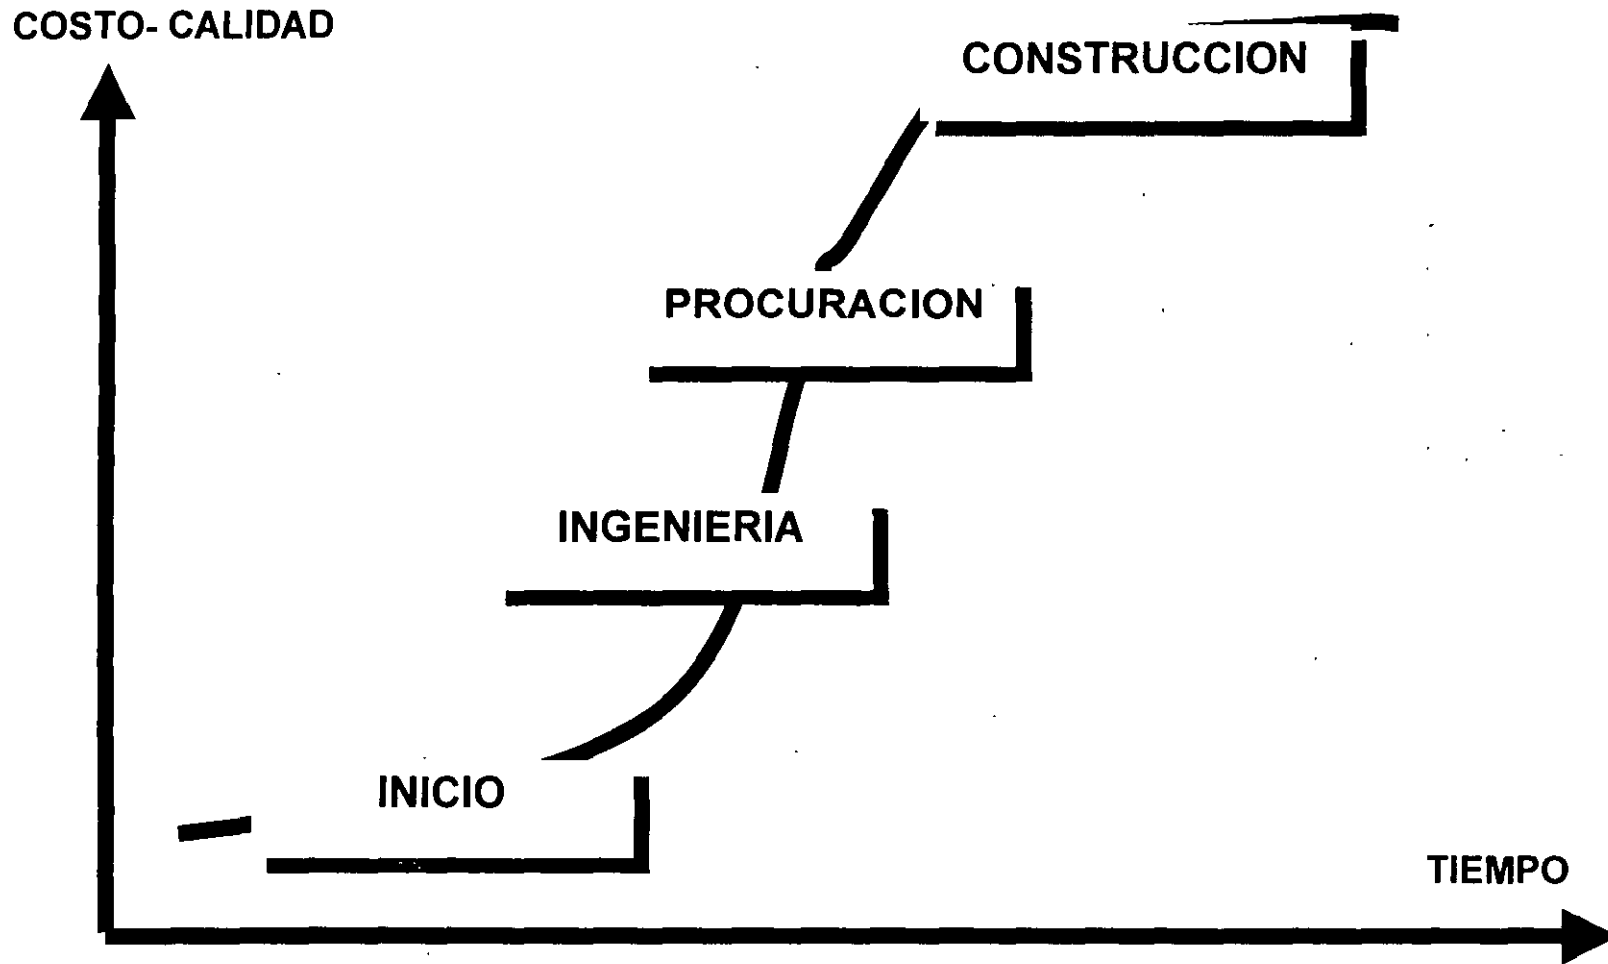 COSTO- CALIDAD
CONSTRUCCION
PROCURACION
INGENIERIA
INICIO
TIEMPO